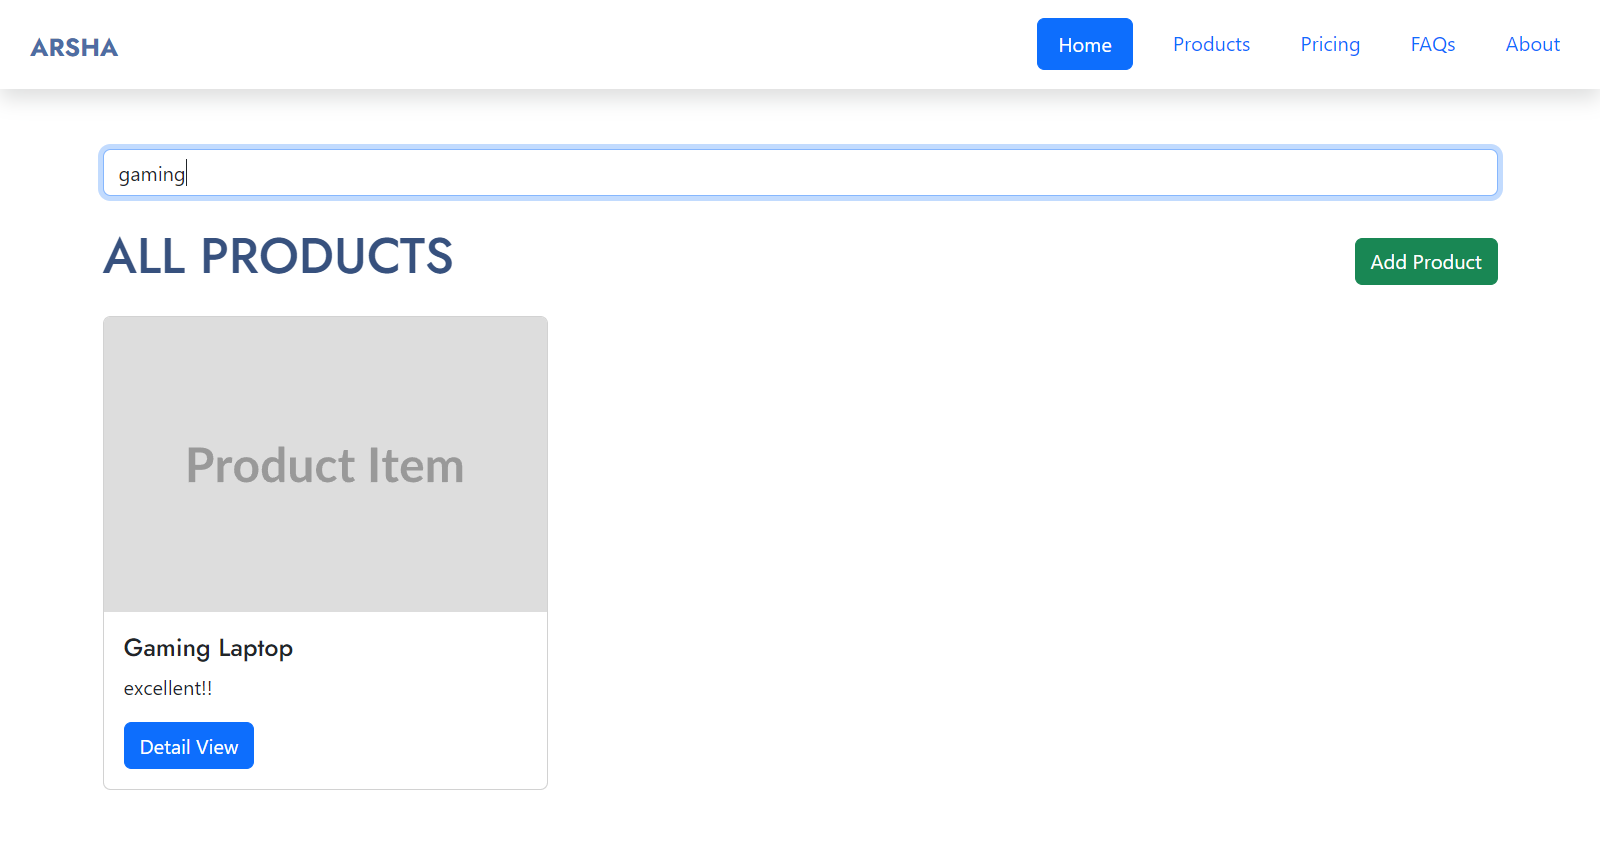 ARSHA
Home Products Pricing FAQs About
gaming
ALL PRODUCTS
Add Product
Product Item
Gaming Laptop
excellent!!
Detail View